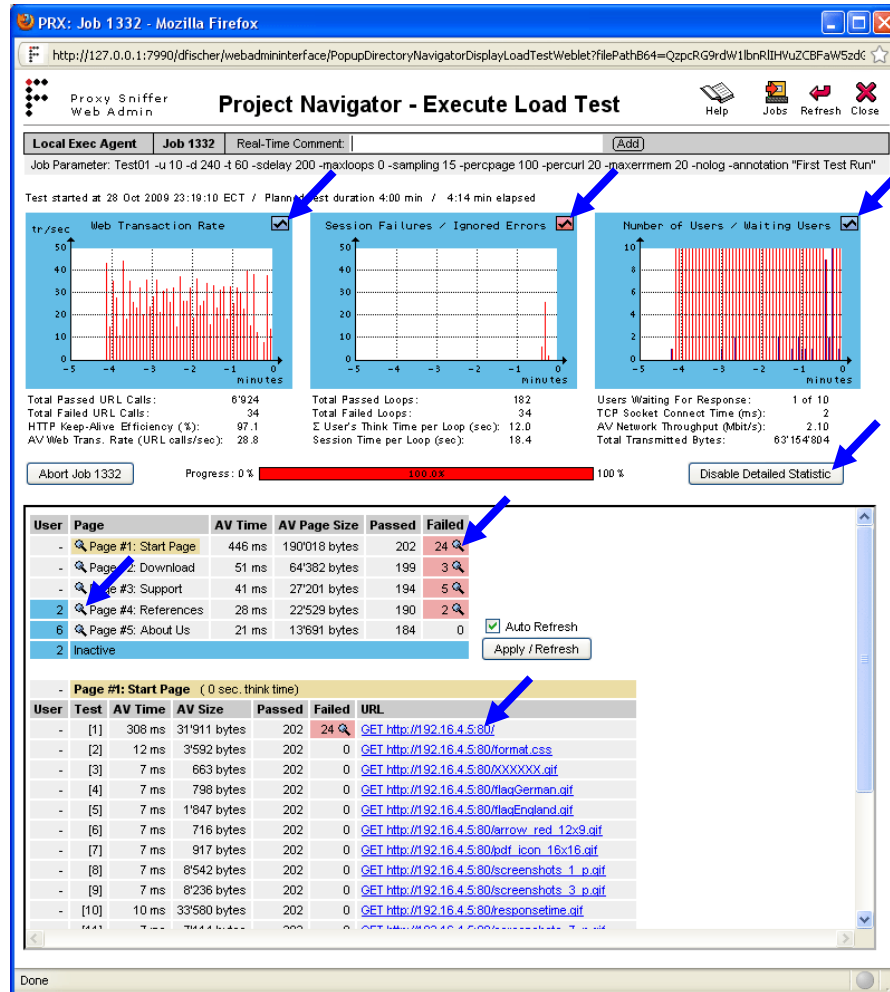 PRX: Job 1332 - Mozilla Firefox
http://127.0.0.1:7990/dfischer/webadmininterface/PopupDirectoryNavigatorDisplayLoadTestWeblet?filePathB64=
Proxy Sniffer
Web Admin
Project Navigator - Execute Load Test
Help Jobs Refresh Close
Local Exec Agent Job 1332 Real-Time Comment: Add
Job Parameter: Test01 -u 10 -d 240 -t 60 -sdelay 200 -maxloops 0 -sampling 15 -percpage 100 -percurl 20 -maxerrmem 20 -nolog -annotation "First Test Run"
Test started at 28 Oct 2009 23:19:10 ECT / Planned test duration 4:00 min / 4:14 min elapsed
tr/sec Web Transaction Rate
50
40
30
20
10
0
-5 -4 -3 -2 -1 0
minutes
Session Failures / Ignored Errors
50
40
30
20
10
0
-5 -4 -3 -2 -1 0
minutes
Number of Users / Waiting Users
10
8
6
4
2
0
-5 -4 -3 -2 -1 0
minutes
Total Passed URL Calls: 6'924
Total Failed URL Calls: 34
HTTP Keep-Alive Efficiency (%): 97.1
AV Web Trans. Rate (URL calls/sec): 28.8
Total Passed Loops: 182
Total Failed Loops: 34
Σ User's Think Time per Loop (sec): 12.0
Session Time per Loop (sec): 18.4
Users Waiting For Response: 1 of 10
TCP Socket Connect Time (ms): 2
AV Network Throughput (Mbit/s): 2.10
Total Transmitted Bytes: 63'154'804
Abort Job 1332 Progress: 0 % 100.0% 100 % Disable Detailed Statistic
User Page AV Time AV Page Size Passed Failed
- Page #1: Start Page 446 ms 190'018 bytes 202 24
- Page #2: Download 51 ms 64'382 bytes 199 3
- Page #3: Support 41 ms 27'201 bytes 194 5
2 Page #4: References 28 ms 22'529 bytes 190 2
6 Page #5: About Us 21 ms 13'691 bytes 184 0
2 Inactive
Auto Refresh
Apply / Refresh
- Page #1: Start Page ( 0 sec. think time)
User Test AV Time AV Size Passed Failed URL
- [1] 308 ms 31'911 bytes 202 24 GET http://192.16.4.5:80/
- [2] 12 ms 3'592 bytes 202 0 GET http://192.16.4.5:80/format.css
- [3] 7 ms 663 bytes 202 0 GET http://192.16.4.5:80/XXXXXX.gif
- [4] 7 ms 798 bytes 202 0 GET http://192.16.4.5:80/flagGerman.gif
- [5] 7 ms 1'847 bytes 202 0 GET http://192.16.4.5:80/flagEngland.gif
- [6] 7 ms 716 bytes 202 0 GET http://192.16.4.5:80/arrow_red_12x9.gif
- [7] 7 ms 917 bytes 202 0 GET http://192.16.4.5:80/pdf_icon_16x16.gif
- [8] 7 ms 8'542 bytes 202 0 GET http://192.16.4.5:80/screenshots_1_p.gif
- [9] 7 ms 8'236 bytes 202 0 GET http://192.16.4.5:80/screenshots_3_p.gif
- [10] 10 ms 33'580 bytes 202 0 GET http://192.16.4.5:80/responsetime.gif
Done